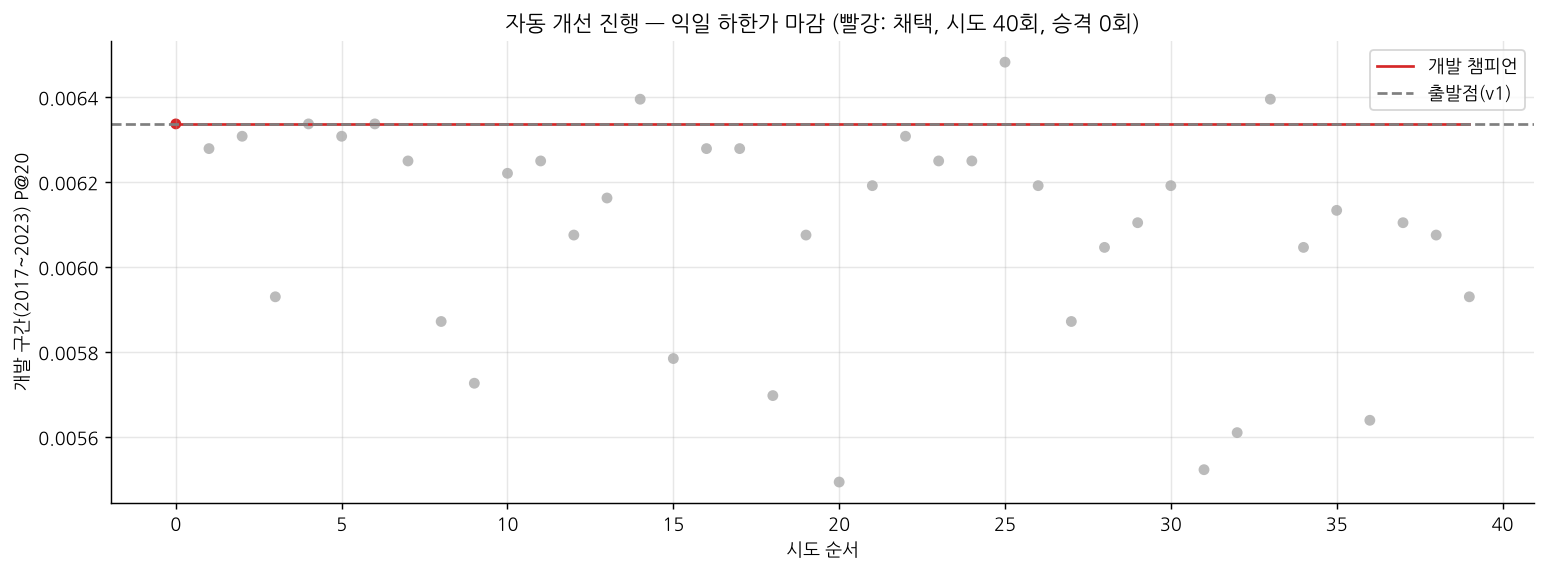 자동 개선 진행 — 익일 하한가 마감 (빨강: 채택, 시도 40회, 승격 0회)
개발 챔피언
출발점(v1)
개발 구간(2017~2023) P@20
0.0064
0.0062
0.0060
0.0058
0.0056
0 5 10 15 20 25 30 35 40
시도 순서